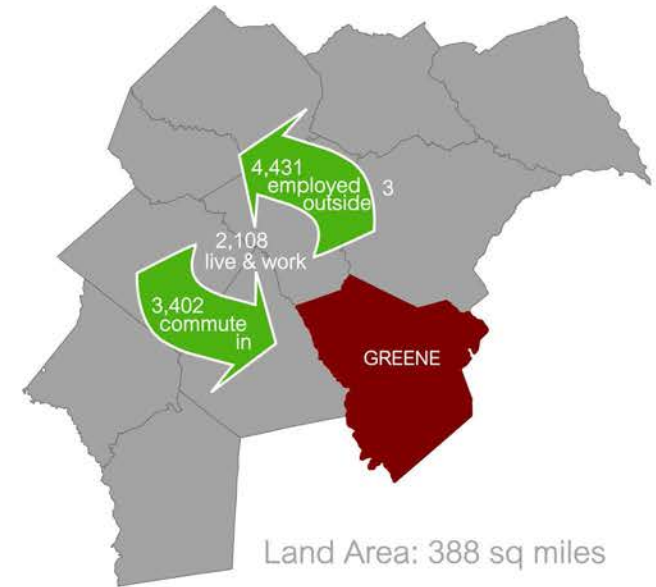 4,431
employed
outside
3
2,108
live & work
3,402
commute
in
GREENE
Land Area: 388 sq miles